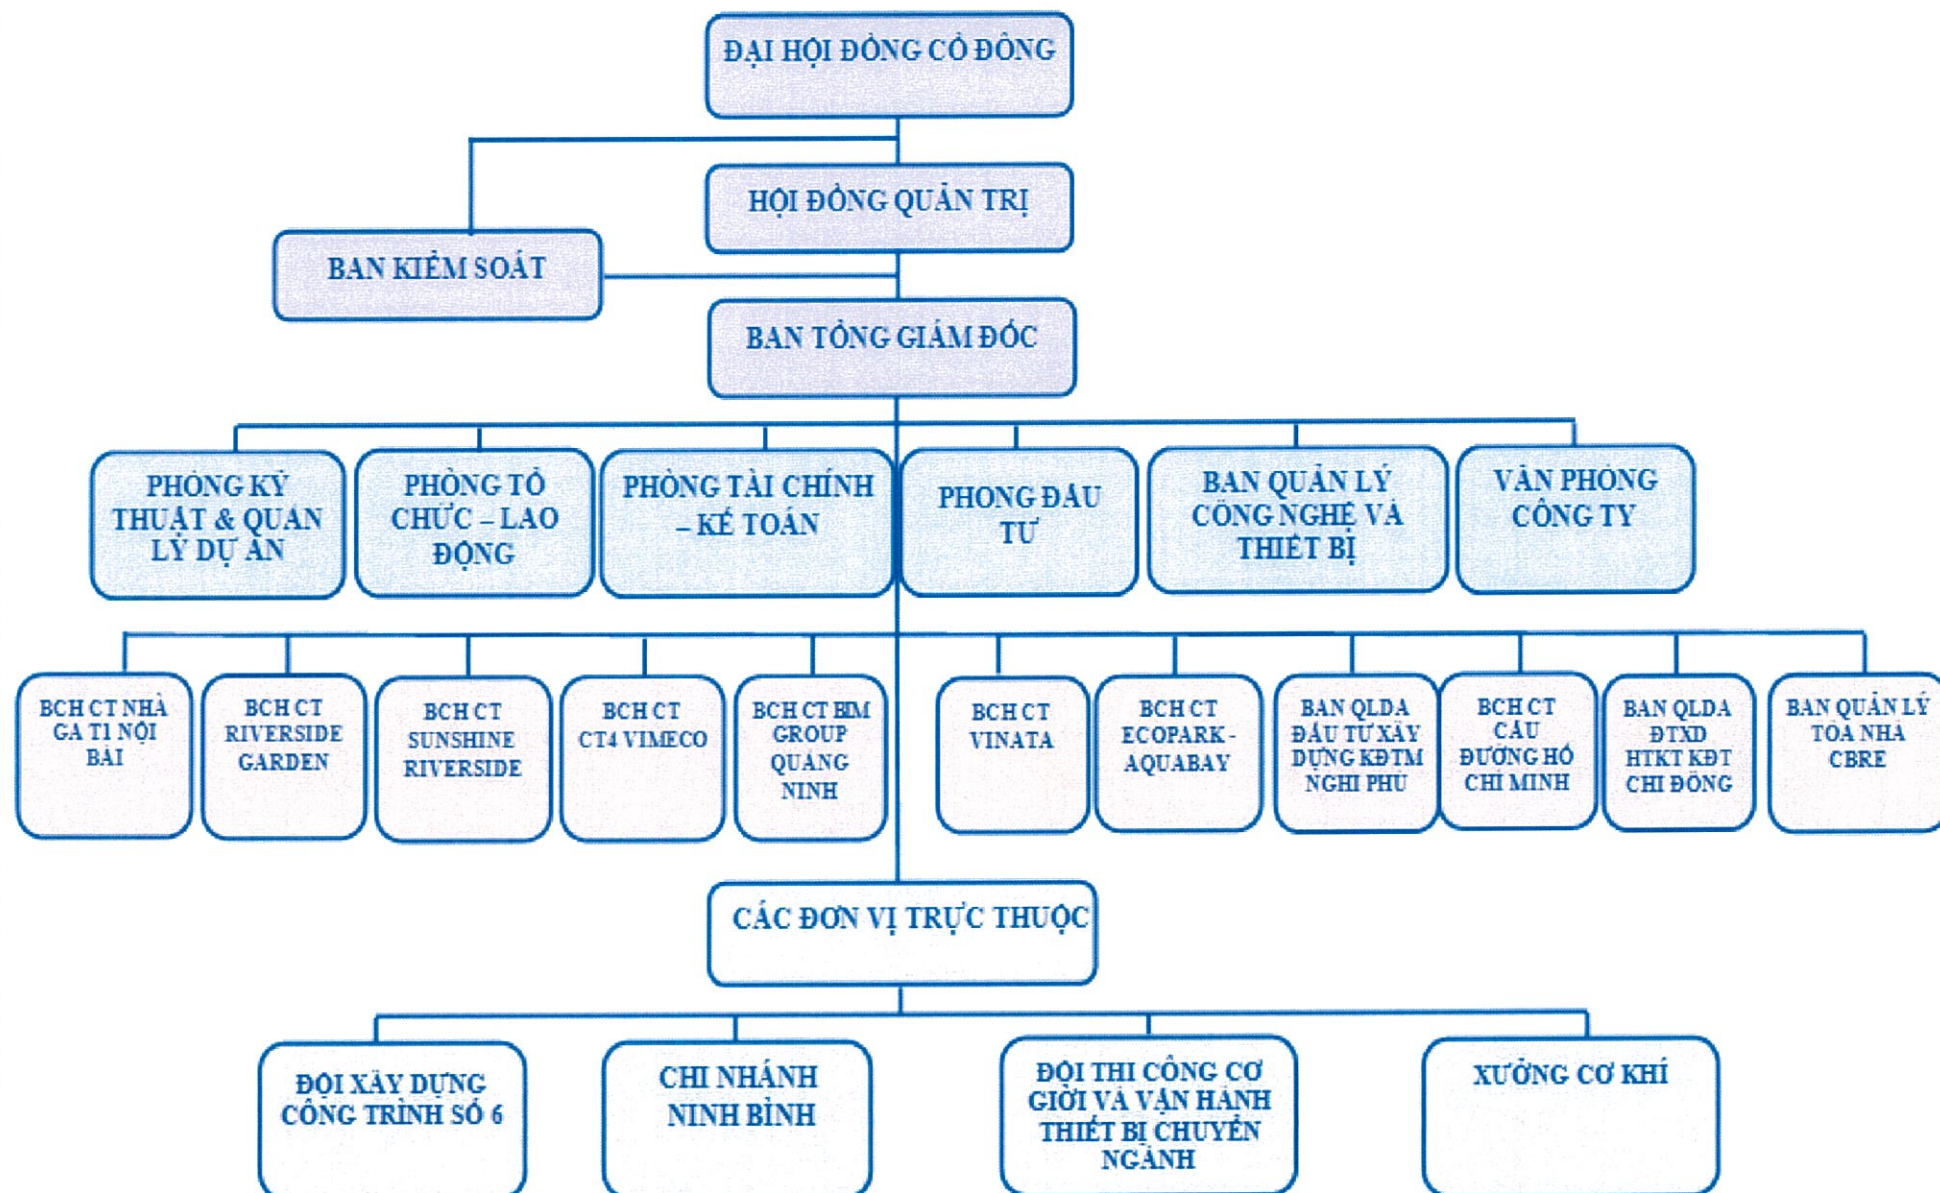 ĐẠI HỘI ĐỒNG CỔ ĐÔNG
HỘI ĐỒNG QUẢN TRỊ
BAN KIỂM SOÁT
BAN TỔNG GIÁM ĐỐC
PHÒNG KỸ
THUẬT & QUẢN
LÝ DỰ ÁN
PHÒNG TỔ
CHỨC – LAO
ĐỘNG
PHÒNG TÀI CHÍNH
– KẾ TOÁN
PHÒNG ĐẦU
TƯ
BAN QUẢN LÝ
CÔNG NGHỆ VÀ
THIẾT BỊ
VĂN PHÒNG
CÔNG TY
BCH CT NHÀ
GA T1 NỘI
BÀI
BCH CT
RIVERSIDE
GARDEN
BCH CT
SUNSHINE
RIVERSIDE
BCH CT
CT4 VIMECO
BCH CT BIM
GROUP
QUẢNG
NINH
BCH CT
VINATA
BCH CT
ECOPARK -
AQUABAY
BAN QLDA
ĐẦU TƯ XÂY
DỰNG KĐTM
NGHI PHÚ
BCH CT
CẦU
ĐƯỜNG HỒ
CHÍ MINH
BAN QLDA
ĐTXD
HTKT KĐT
CHI ĐÔNG
BAN QUẢN LÝ
TÒA NHÀ
CBRE
CÁC ĐƠN VỊ TRỰC THUỘC
ĐỘI XÂY DỰNG
CÔNG TRÌNH SỐ 6
CHI NHÁNH
NINH BÌNH
ĐỘI THI CÔNG CƠ
GIỚI VÀ VẬN HÀNH
THIẾT BỊ CHUYÊN
NGÀNH
XƯỞNG CƠ KHÍ